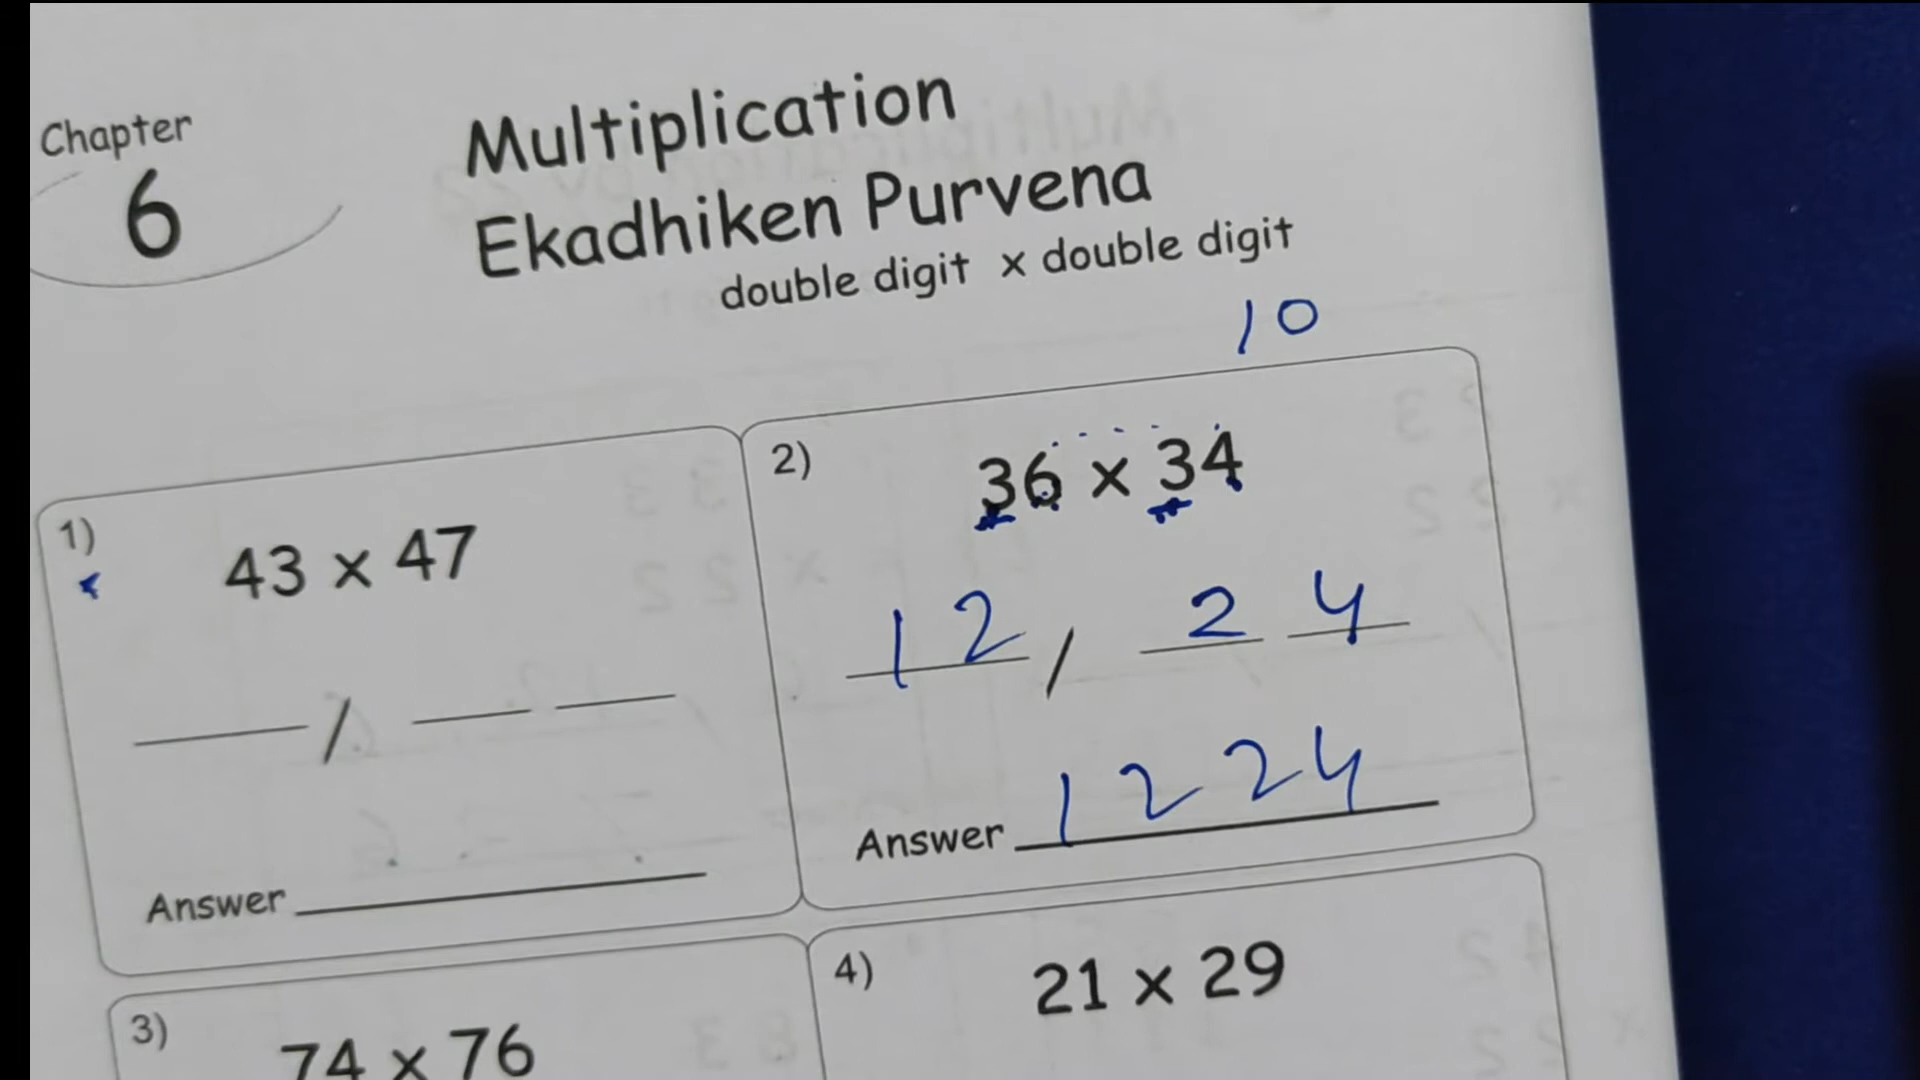 Chapter
6
Multiplication
Ekadhiken Purvena
double digit x double digit
10
1)
43 x 47
/
Answer
2)
36 x 34
12 / 2 4
Answer 1224
3)
74 x 76
4)
21 x 29